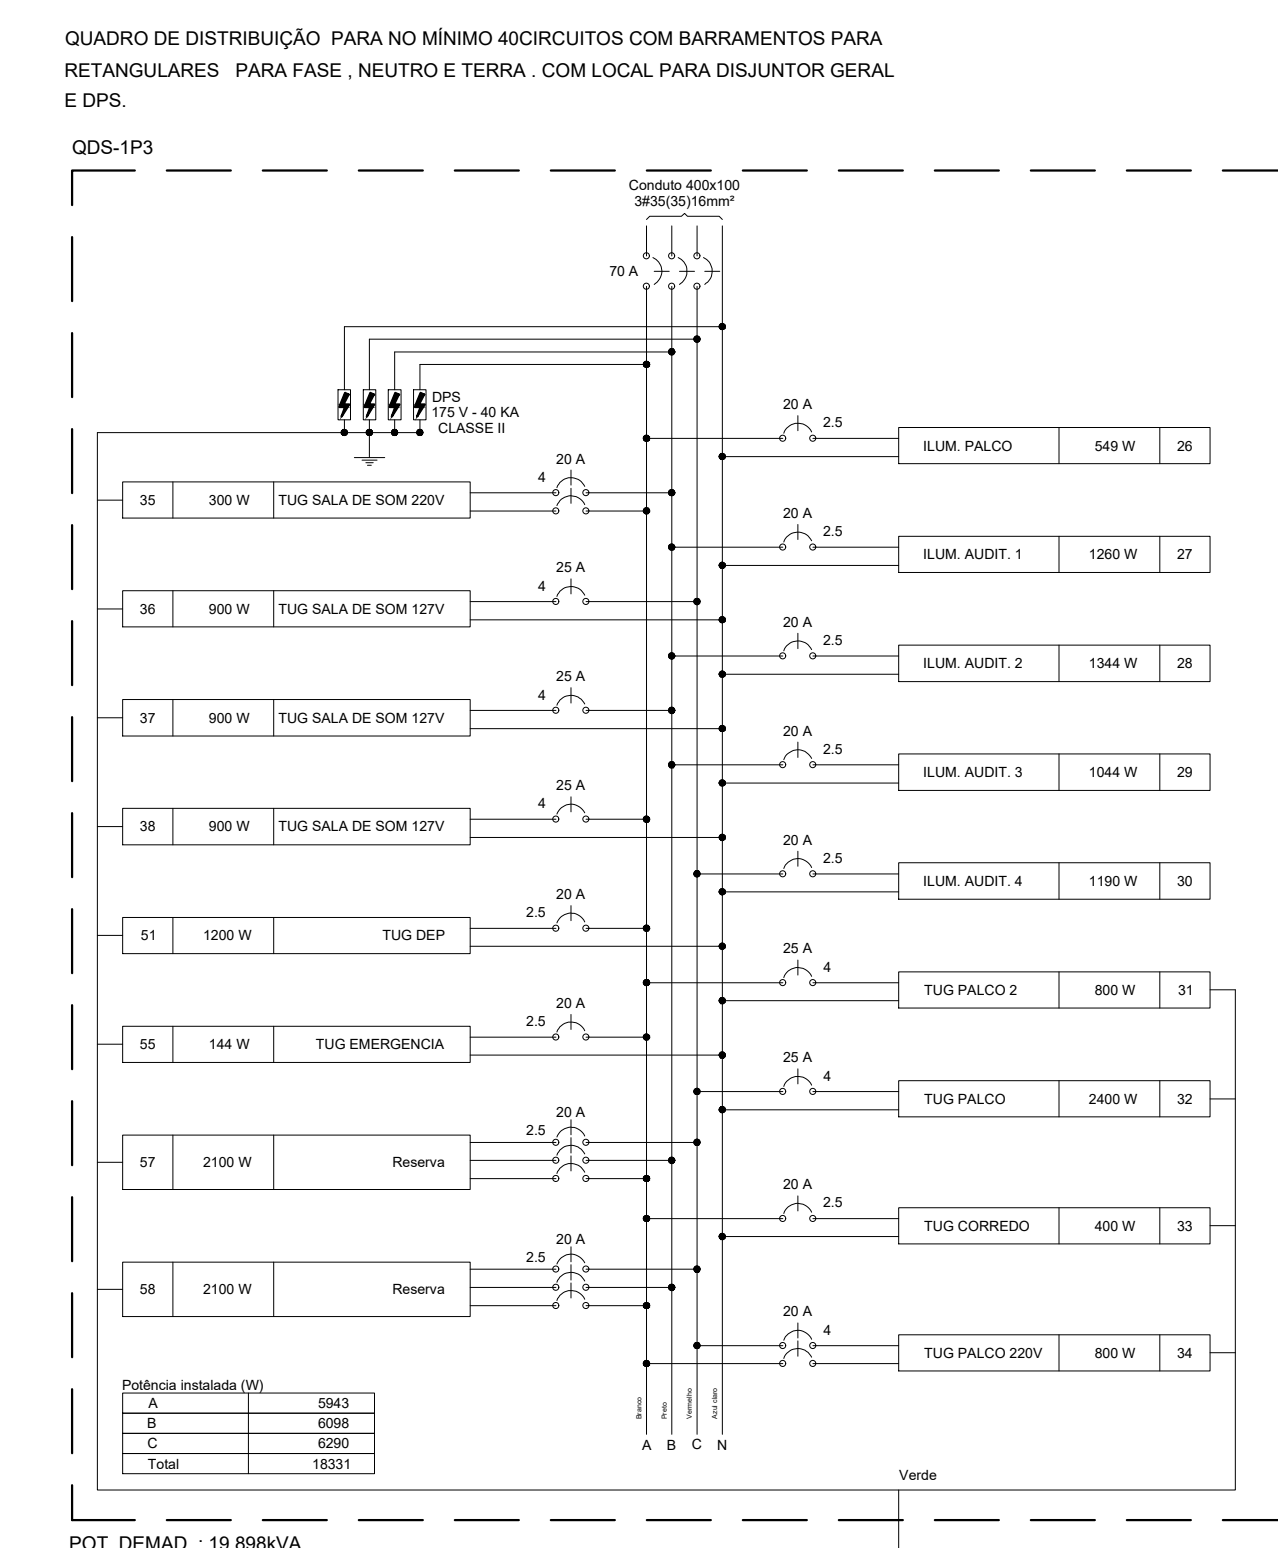 QUADRO DE DISTRIBUIÇÃO PARA NO MÍNIMO 40CIRCUITOS COM BARRAMENTOS PARA
RETANGULARES PARA FASE , NEUTRO E TERRA . COM LOCAL PARA DISJUNTOR GERAL
E DPS.
QDS-1P3
Conduto 400x100
3#35(35)16mm²
70 A
DPS
175 V - 40 KA
CLASSE II
20 A
4
35 300 W TUG SALA DE SOM 220V
25 A
4
36 900 W TUG SALA DE SOM 127V
25 A
4
37 900 W TUG SALA DE SOM 127V
25 A
4
38 900 W TUG SALA DE SOM 127V
20 A
2.5
51 1200 W TUG DEP
20 A
2.5
55 144 W TUG EMERGENCIA
20 A
2.5
57 2100 W Reserva
20 A
2.5
58 2100 W Reserva
20 A
2.5
ILUM. PALCO 549 W 26
20 A
2.5
ILUM. AUDIT. 1 1260 W 27
20 A
2.5
ILUM. AUDIT. 2 1344 W 28
20 A
2.5
ILUM. AUDIT. 3 1044 W 29
20 A
2.5
ILUM. AUDIT. 4 1190 W 30
25 A
4
TUG PALCO 2 800 W 31
25 A
4
TUG PALCO 2400 W 32
20 A
2.5
TUG CORREDO 400 W 33
20 A
4
TUG PALCO 220V 800 W 34
Potência instalada (W)
A 5943
B 6098
C 6290
Total 18331
Branco
Preto
Vermelho
Azul claro
A B C N
Verde
POT. DEMAD. : 19.898kVA